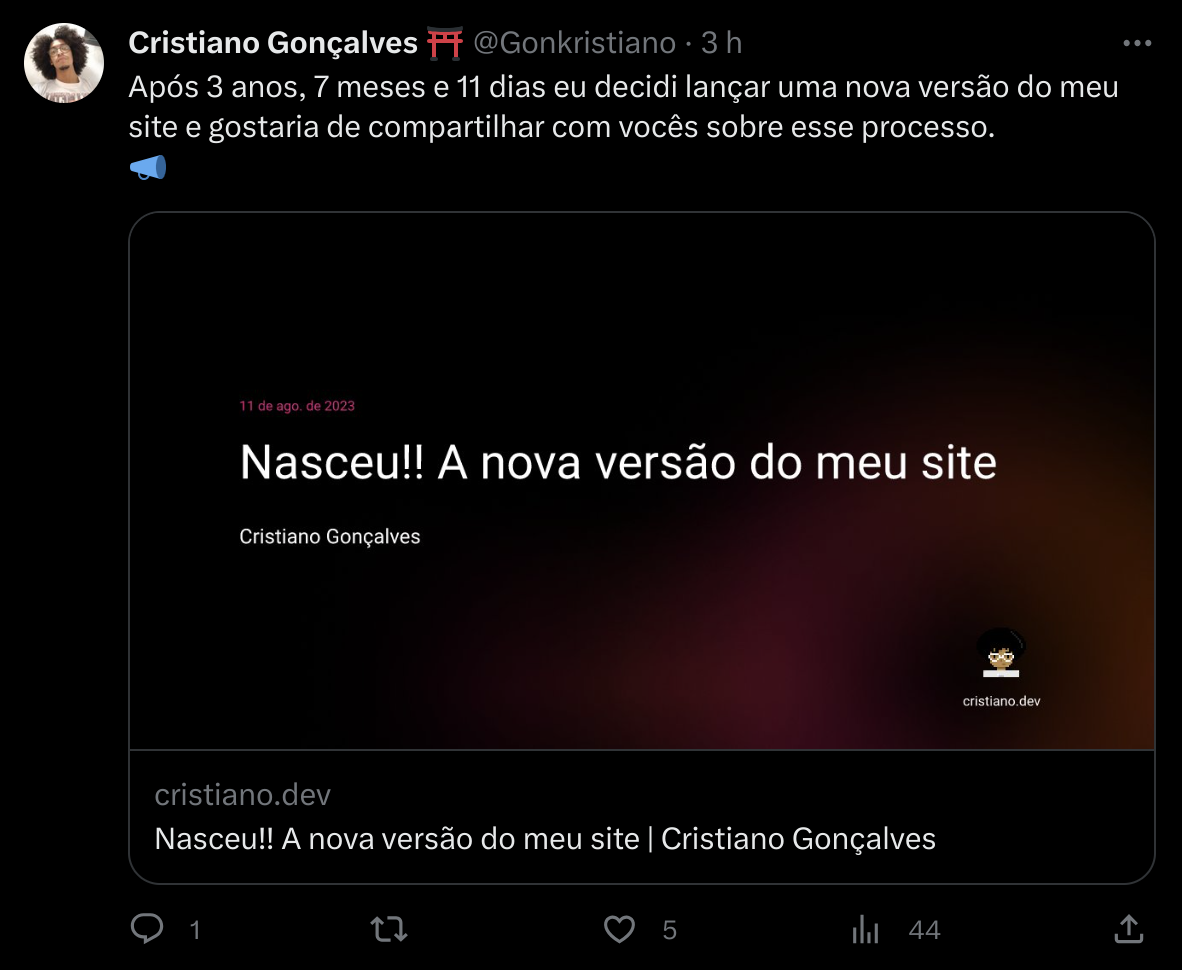 Cristiano Gonçalves ⛩️ @Gonkristiano · 3 h
Após 3 anos, 7 meses e 11 dias eu decidi lançar uma nova versão do meu
site e gostaria de compartilhar com vocês sobre esse processo.
📣
11 de ago. de 2023
Nasceu!! A nova versão do meu site
Cristiano Gonçalves
cristiano.dev
cristiano.dev
Nasceu!! A nova versão do meu site | Cristiano Gonçalves
1 5 44